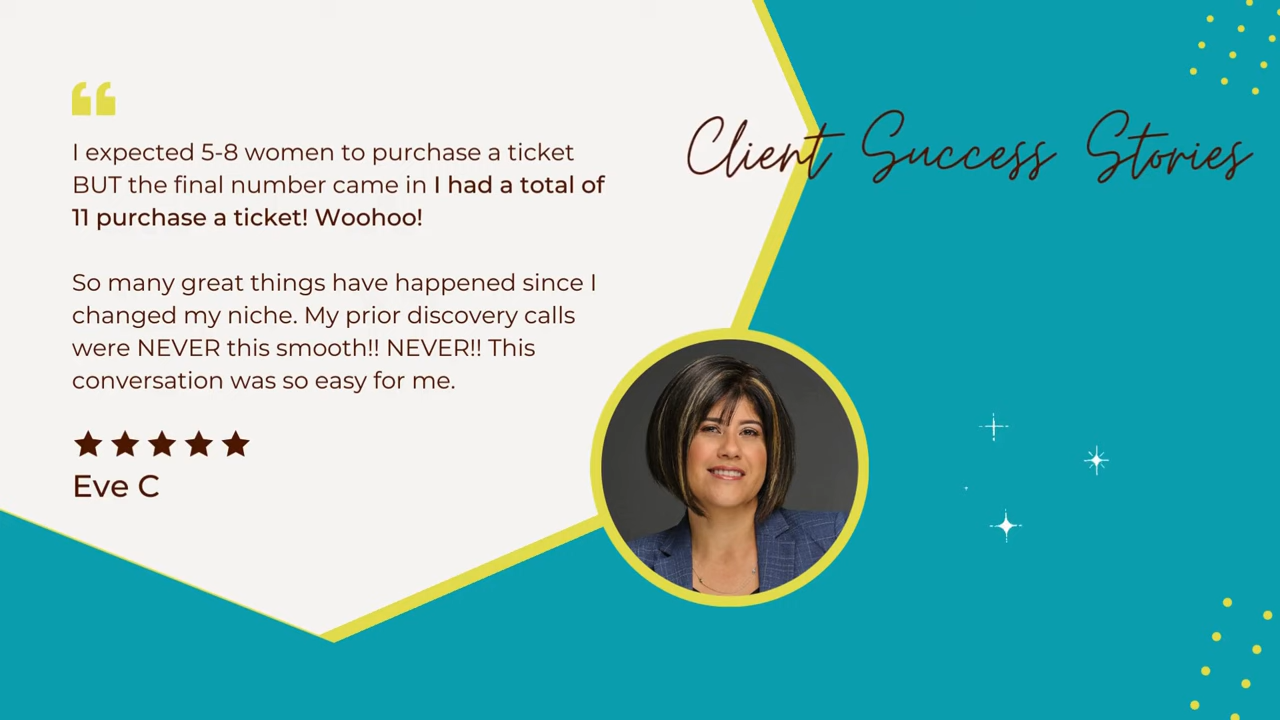 Client Success Stories
“
I expected 5-8 women to purchase a ticket
BUT the final number came in I had a total of
11 purchase a ticket! Woohoo!
So many great things have happened since I
changed my niche. My prior discovery calls
were NEVER this smooth!! NEVER!! This
conversation was so easy for me.
Eve C